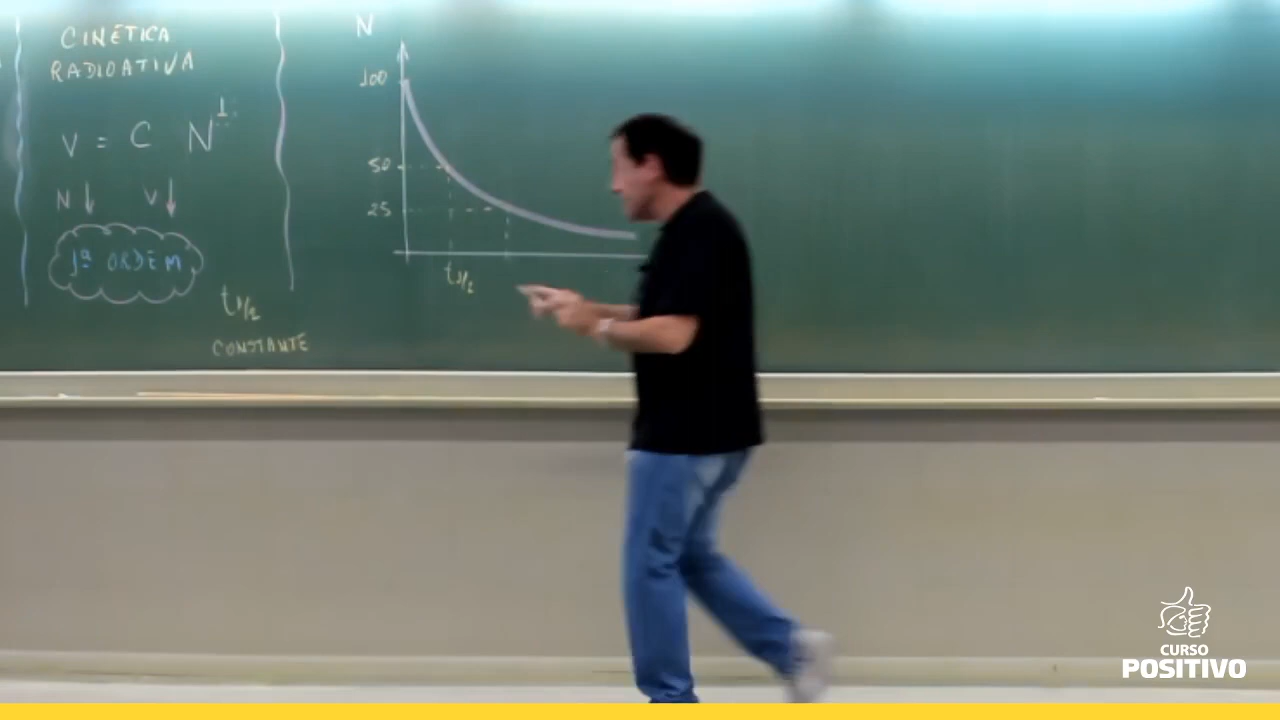 CINÉTICA
RADIOATIVA
V = C N¹
N↓ V↓
1ª ORDEM
t1/2
CONSTANTE
N
100
50
25
t1/2
CURSO
POSITIVO